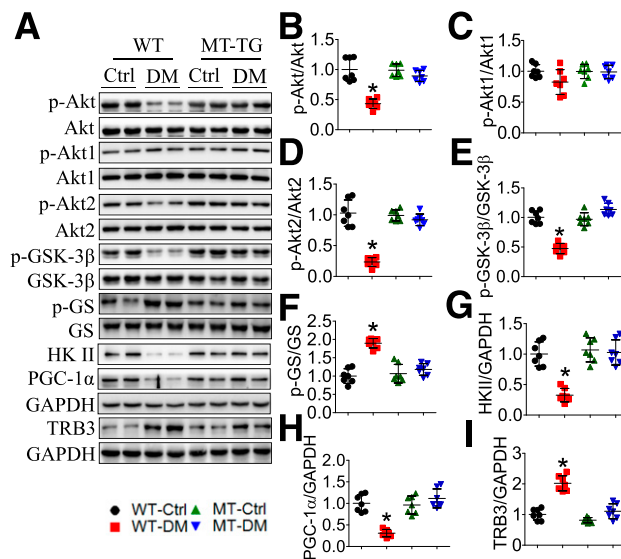 A
WT MT-TG
Ctrl DM Ctrl DM
p-Akt
Akt
p-Akt1
Akt1
p-Akt2
Akt2
p-GSK-3β
GSK-3β
p-GS
GS
HK II
PGC-1α
GAPDH
TRB3
GAPDH
WT-Ctrl MT-Ctrl
WT-DM MT-DM
B
p-Akt/Akt
1.5
1.0
0.5
0.0
*
C
p-Akt1/Akt1
1.5
1.0
0.5
0.0
D
p-Akt2/Akt2
1.5
1.0
0.5
0.0
*
E
p-GSK-3β/GSK-3β
1.5
1.0
0.5
0.0
*
F
p-GS/GS
2.5
2.0
1.5
1.0
0.5
0.0
*
G
HKII/GAPDH
1.5
1.0
0.5
0.0
*
H
PGC-1α/GAPDH
2.0
1.5
1.0
0.5
0.0
*
I
TRB3/GAPDH
3
2
1
0
*